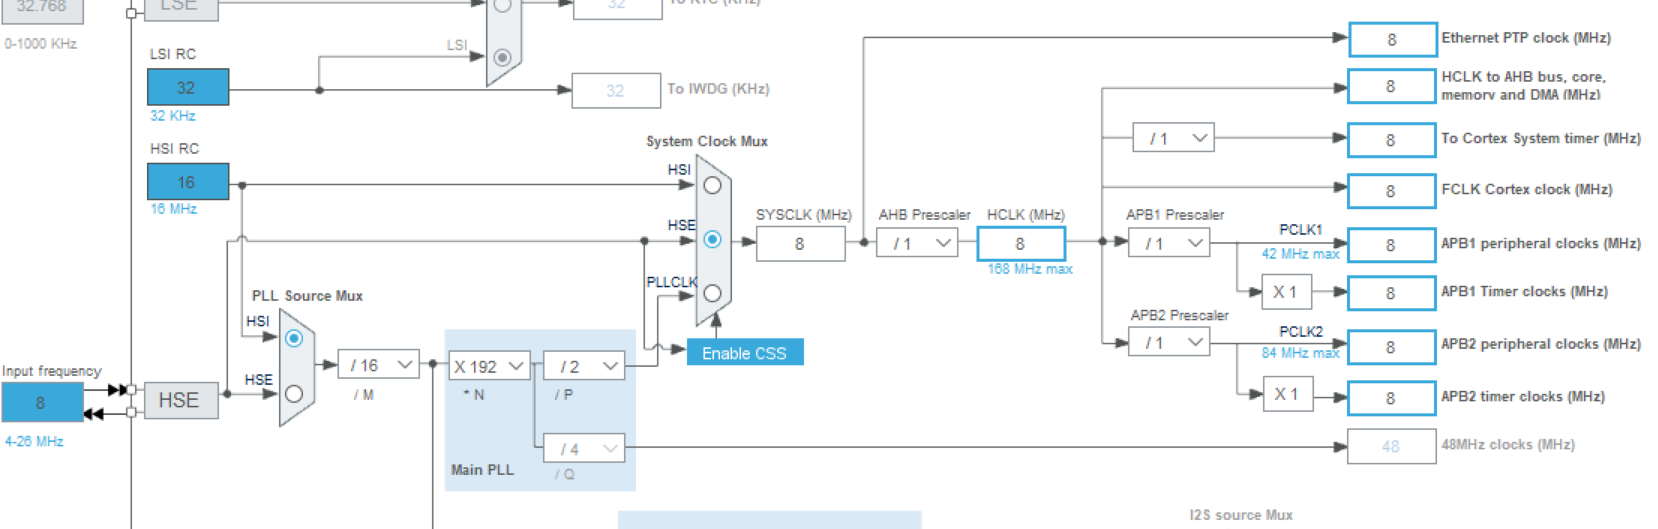 32.768
LSE
32
To RTC (KHz)
0-1000 KHz
LSI RC
LSI
32
32 KHz
32
To IWDG (KHz)
HSI RC
16
16 MHz
System Clock Mux
HSI
HSE
PLLCLK
Enable CSS
SYSCLK (MHz)
8
AHB Prescaler
/ 1
HCLK (MHz)
8
168 MHz max
8
Ethernet PTP clock (MHz)
8
HCLK to AHB bus, core,
memory and DMA (MHz)
/ 1
8
To Cortex System timer (MHz)
8
FCLK Cortex clock (MHz)
APB1 Prescaler
/ 1
PCLK1
42 MHz max
8
APB1 peripheral clocks (MHz)
X 1
8
APB1 Timer clocks (MHz)
APB2 Prescaler
/ 1
PCLK2
84 MHz max
8
APB2 peripheral clocks (MHz)
X 1
8
APB2 timer clocks (MHz)
48
48MHz clocks (MHz)
PLL Source Mux
HSI
HSE
Input frequency
8
4-26 MHz
HSE
/ 16
/ M
X 192
* N
/ 2
/ P
/ 4
/ Q
Main PLL
I2S source Mux